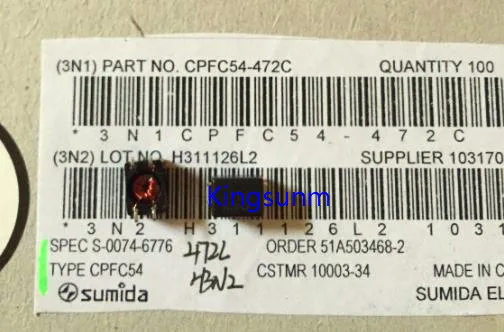 (3N1) PART NO. CPFC54-472C QUANTITY 100
* 3 N 1 C P F C 5 4 - 4 7 2 C
(3N2) LOT NO. H311126L2 SUPPLIER 103170
Kingsunm
* 3 N 2 H 3 1 1 1 2 6 L 2 1 0 3 1
SPEC S-0074-6776 472C ORDER 51A503468-2
TYPE CPFC54 43N2 CSTMR 10003-34 MADE IN C
sumida SUMIDA EL